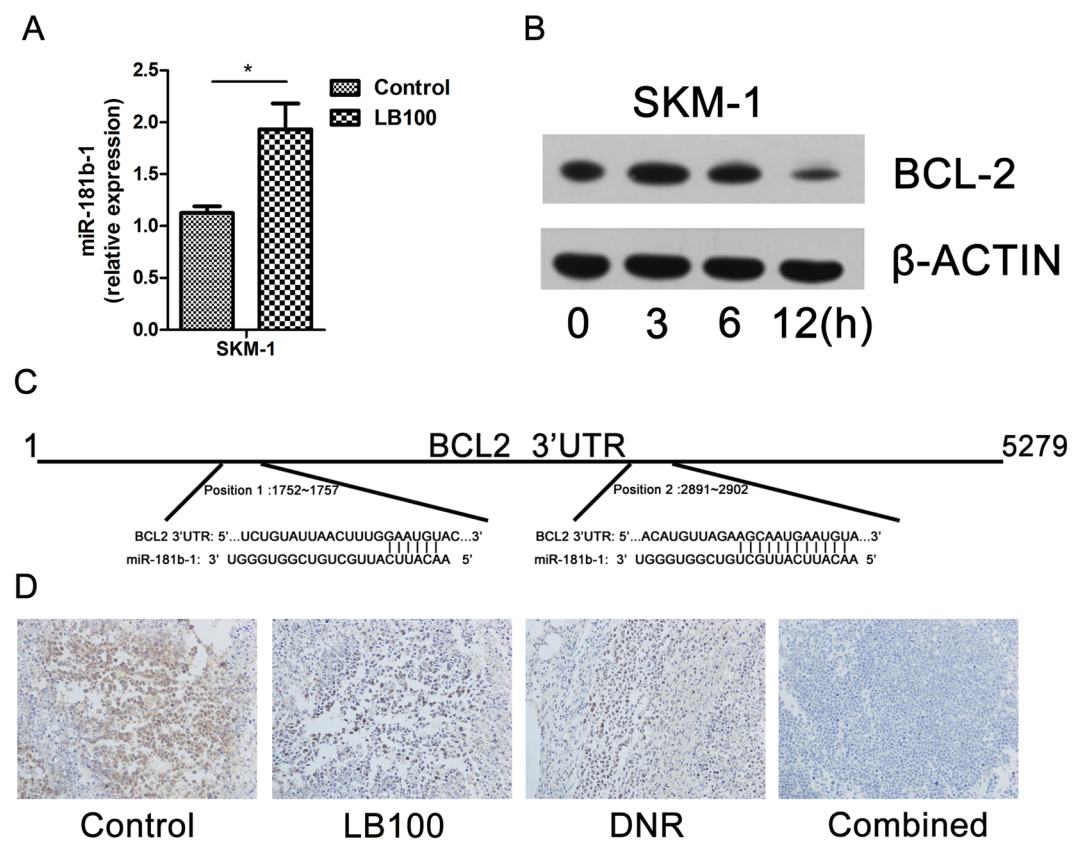 A
2.5
2.0
1.5
1.0
0.5
0.0
miR-181b-1
(relative expression)
*
Control
LB100
SKM-1
B
SKM-1
BCL-2
β-ACTIN
0 3 6 12(h)
C
1 BCL2 3'UTR 5279
Position 1 :1752~1757
Position 2 :2891~2902
BCL2 3'UTR: 5'...UCUGUAUUAACUUUGGAAUGUAC...3'
miR-181b-1: 3' UGGGUGGCUGUCGUUACUUACAA 5'
BCL2 3'UTR: 5'...ACAUGUUAGAAGCAAUGAAUGUA...3'
miR-181b-1: 3' UGGGUGGCUGUCGUUACUUACAA 5'
D
Control LB100 DNR Combined